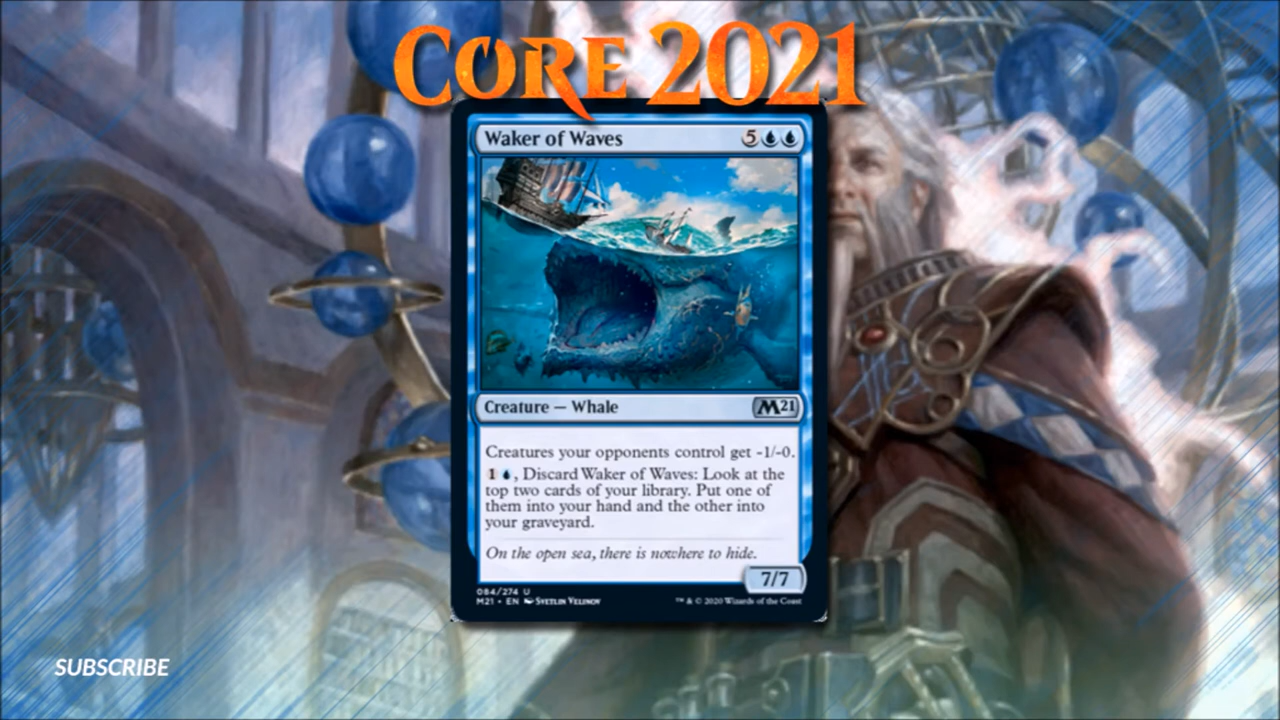 CORE 2021
Waker of Waves 5
Creature — Whale M21
Creatures your opponents control get -1/-0.
1 , Discard Waker of Waves: Look at the
top two cards of your library. Put one of
them into your hand and the other into
your graveyard.
On the open sea, there is nowhere to hide.
7/7
084/274 U
M21 • EN Svetlin Velinov ™ & © 2020 Wizards of the Coast
SUBSCRIBE